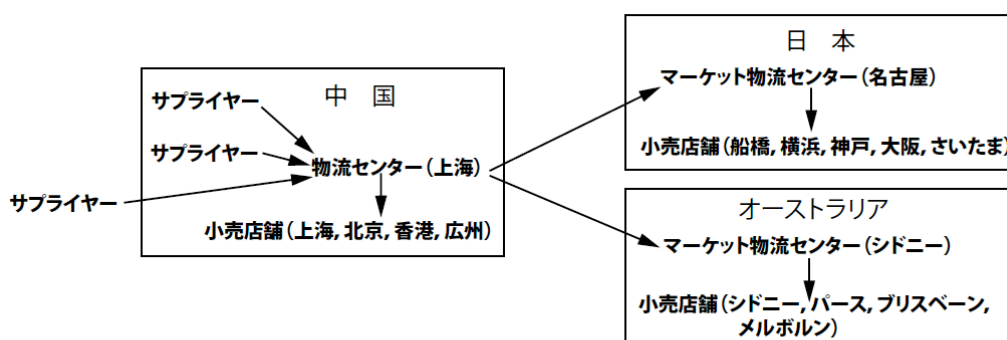 中 国
サプライヤー
サプライヤー
サプライヤー
物流センター(上海)
小売店舗(上海, 北京, 香港, 広州)
日 本
マーケット物流センター(名古屋)
小売店舗(船橋, 横浜, 神戸, 大阪, さいたま)
オーストラリア
マーケット物流センター(シドニー)
小売店舗(シドニー, パース, ブリスベーン,
メルボルン)